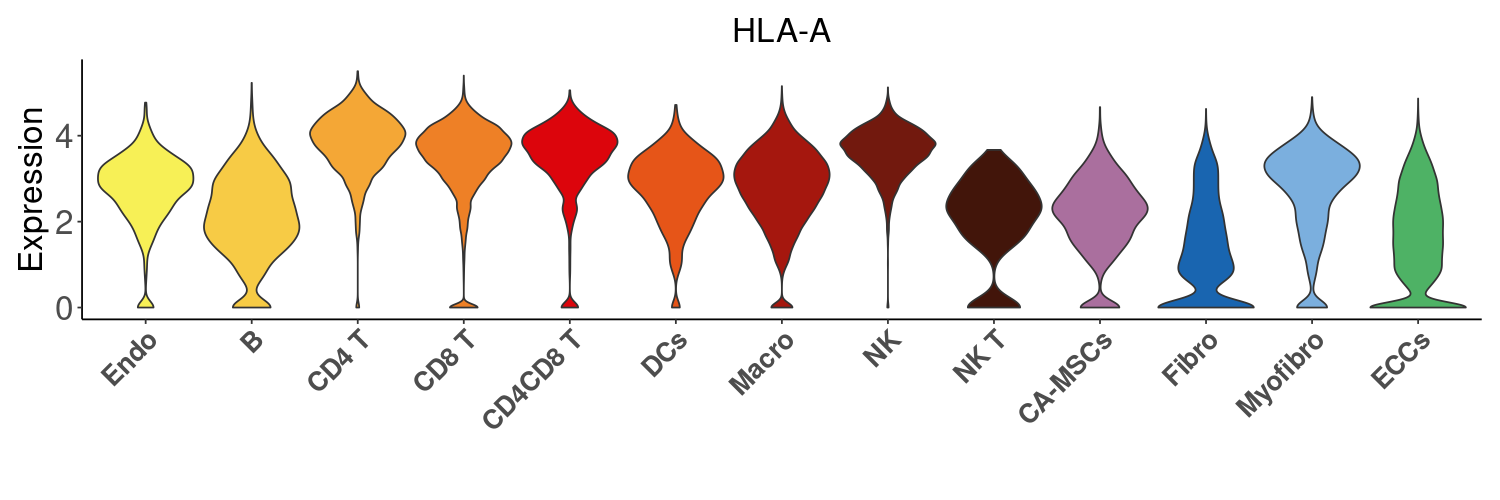 HLA-A
Expression
4
2
0
Endo
B
CD4 T
CD8 T
CD4CD8 T
DCs
Macro
NK
NK T
CA-MSCs
Fibro
Myofibro
ECCs